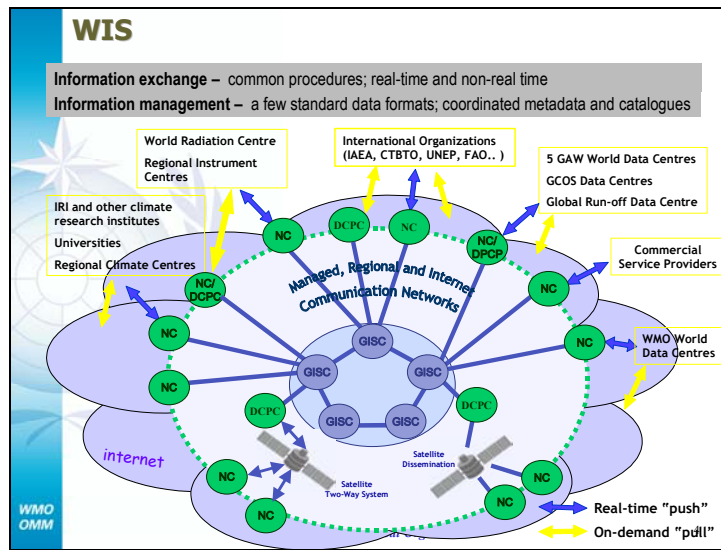 WIS
Information exchange – common procedures; real-time and non-real time
Information management – a few standard data formats; coordinated metadata and catalogues
World Radiation Centre
Regional Instrument
Centres
International Organizations
(IAEA, CTBTO, UNEP, FAO.. )
5 GAW World Data Centres
GCOS Data Centres
Global Run-off Data Centre
IRI and other climate
research institutes
Universities
Regional Climate Centres
Commercial
Service Providers
WMO World
Data Centres
NC
DCPC
NC
NC/
DPCP
NC/
DCPC
NC
NC
NC
NC
Managed, Regional and Internet
Communication Networks
GISC
GISC
GISC
GISC
GISC
DCPC
DCPC
internet
NC
NC
NC
NC
Satellite
Two-Way System
Satellite
Dissemination
WMO
OMM
Real-time “push”
On-demand “pull”